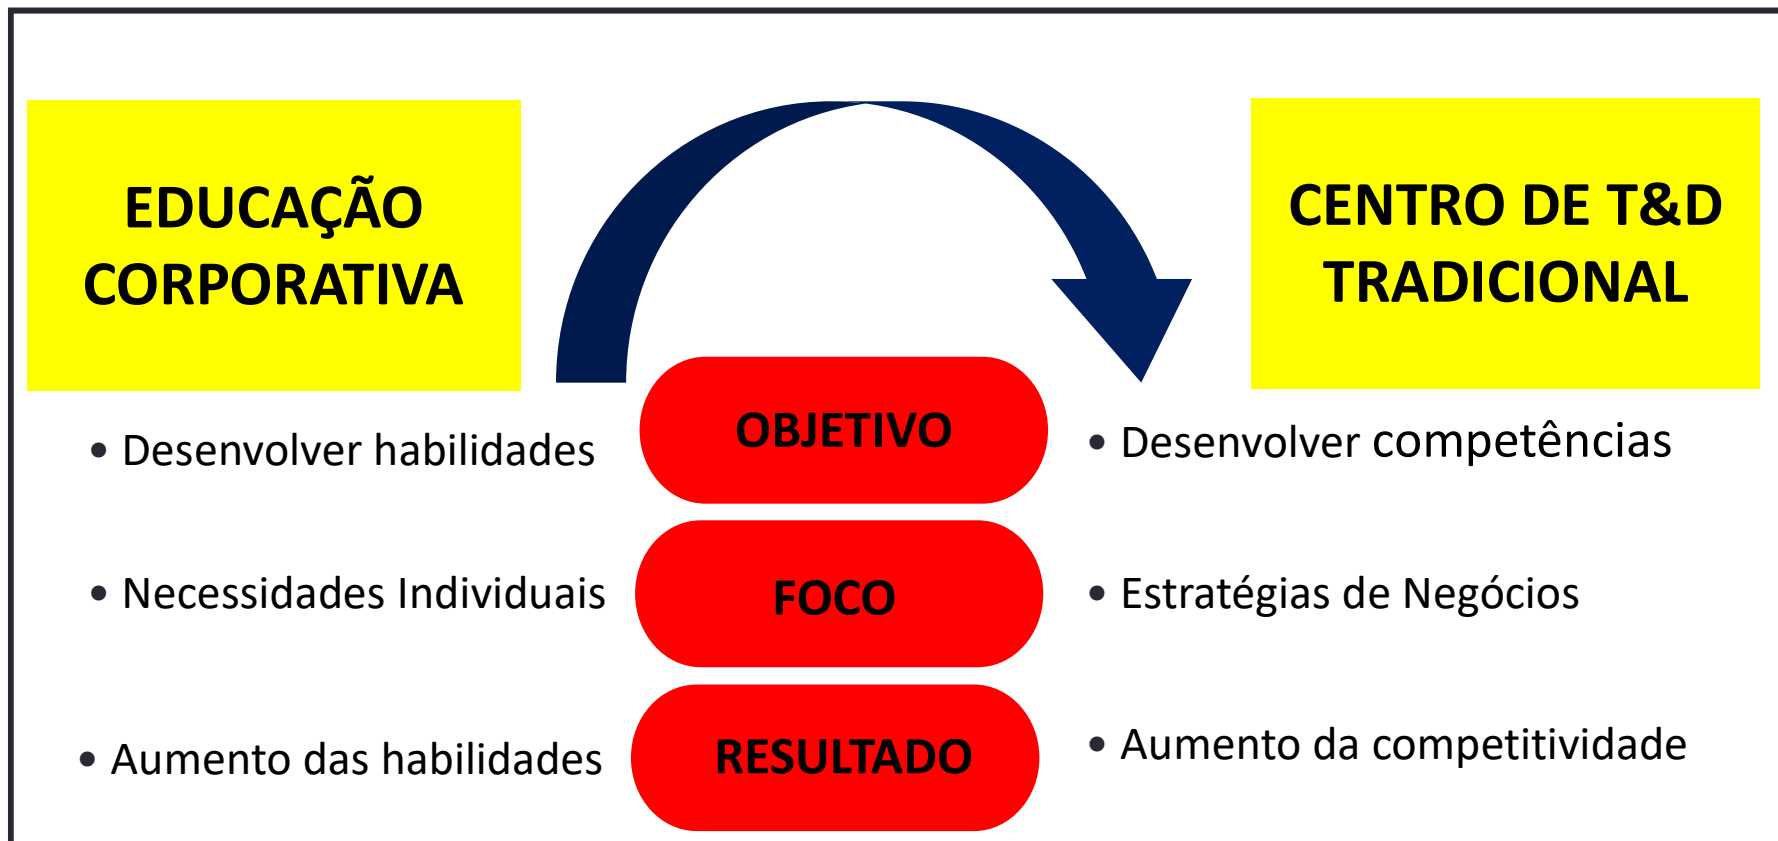 EDUCAÇÃO
CORPORATIVA
CENTRO DE T&D
TRADICIONAL
• Desenvolver habilidades
OBJETIVO
• Desenvolver competências
• Necessidades Individuais
FOCO
• Estratégias de Negócios
• Aumento das habilidades
RESULTADO
• Aumento da competitividade